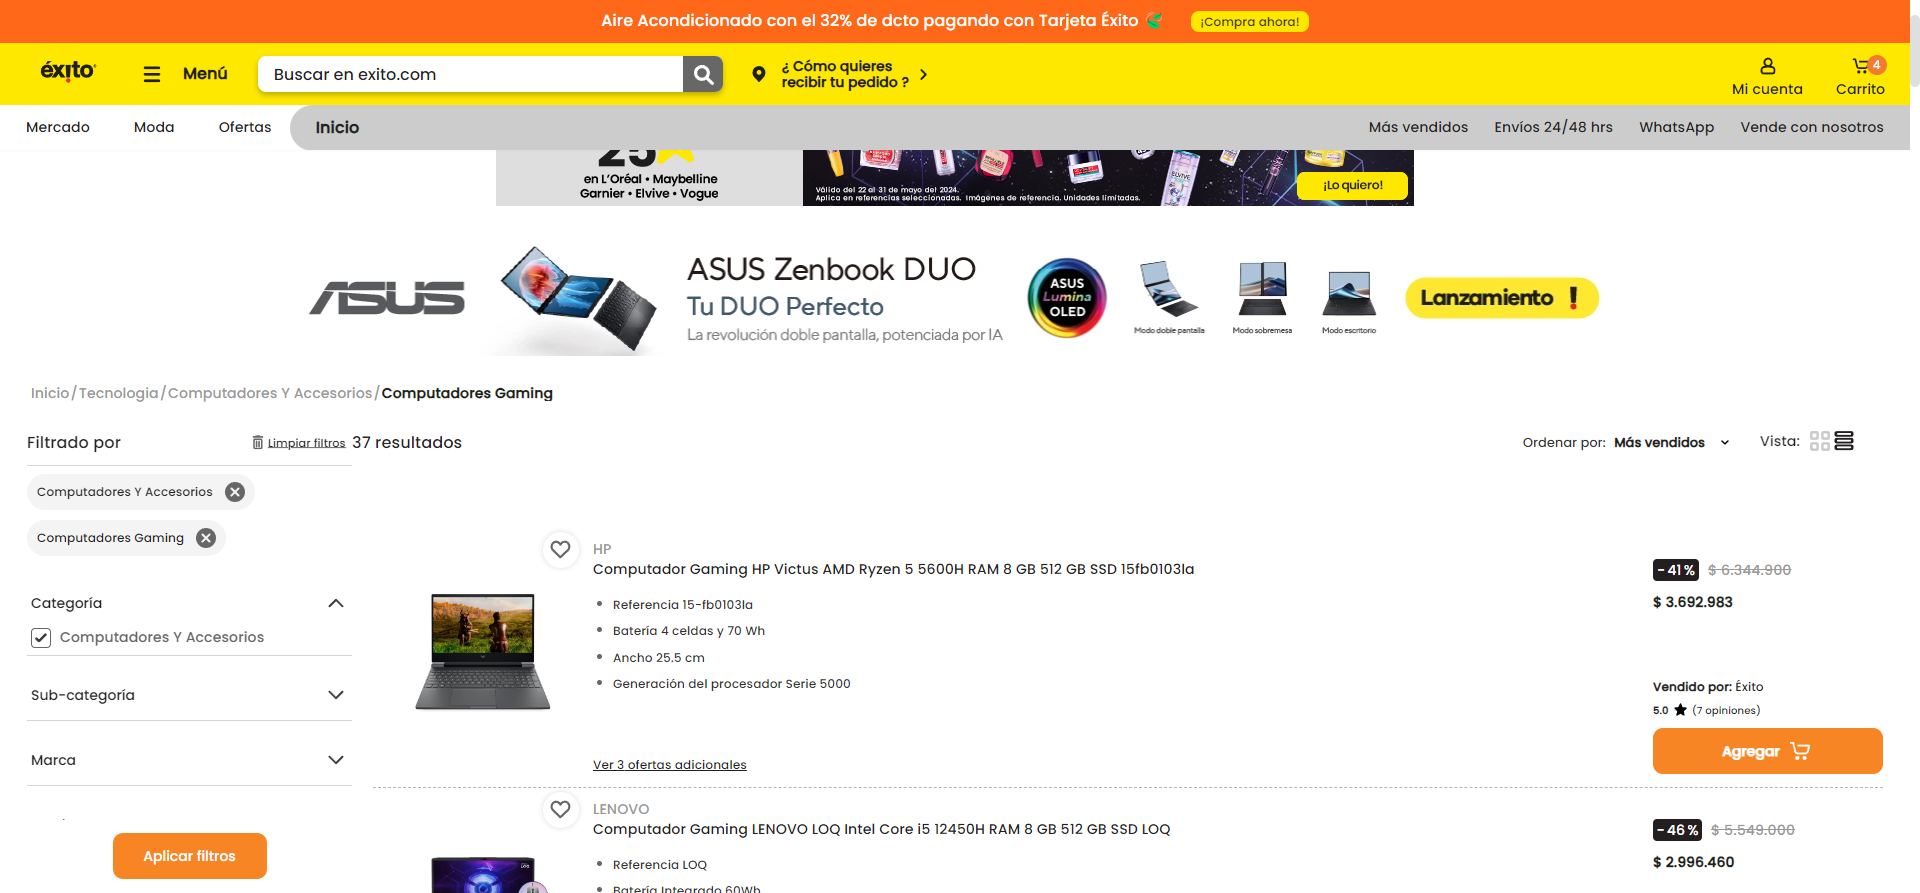 Aire Acondicionado con el 32% de dcto pagando con Tarjeta Éxito
¡Compra ahora!
éxito
Menú
Buscar en exito.com
¿ Cómo quieres
recibir tu pedido ?
Mi cuenta
4
Carrito
Mercado
Moda
Ofertas
Inicio
Más vendidos
Envíos 24/48 hrs
WhatsApp
Vende con nosotros
25
en L'Oréal • Maybelline
Garnier • Elvive • Vogue
Válido del 22 al 31 de mayo del 2024.
Aplica en referencias seleccionadas. Imágenes de referencia. Unidades limitadas.
ELVIVE
¡Lo quiero!
ASUS
ASUS Zenbook DUO
Tu DUO Perfecto
La revolución doble pantalla, potenciada por IA
ASUS
Lumina
OLED
Modo doble pantalla
Modo sobremesa
Modo escritorio
Lanzamiento !
Inicio/Tecnologia/Computadores Y Accesorios/Computadores Gaming
Filtrado por
Limpiar filtros
37 resultados
Ordenar por: Más vendidos
Vista:
Computadores Y Accesorios
Computadores Gaming
Categoría
Computadores Y Accesorios
Sub-categoría
Marca
Aplicar filtros
HP
Computador Gaming HP Victus AMD Ryzen 5 5600H RAM 8 GB 512 GB SSD 15fb0103la
Referencia 15-fb0103la
Batería 4 celdas y 70 Wh
Ancho 25.5 cm
Generación del procesador Serie 5000
Ver 3 ofertas adicionales
- 41 % $ 6.344.900
$ 3.692.983
Vendido por: Éxito
5.0 (7 opiniones)
Agregar
LENOVO
Computador Gaming LENOVO LOQ Intel Core i5 12450H RAM 8 GB 512 GB SSD LOQ
Referencia LOQ
Batería Integrado 60Wh
- 46 % $ 5.549.000
$ 2.996.460